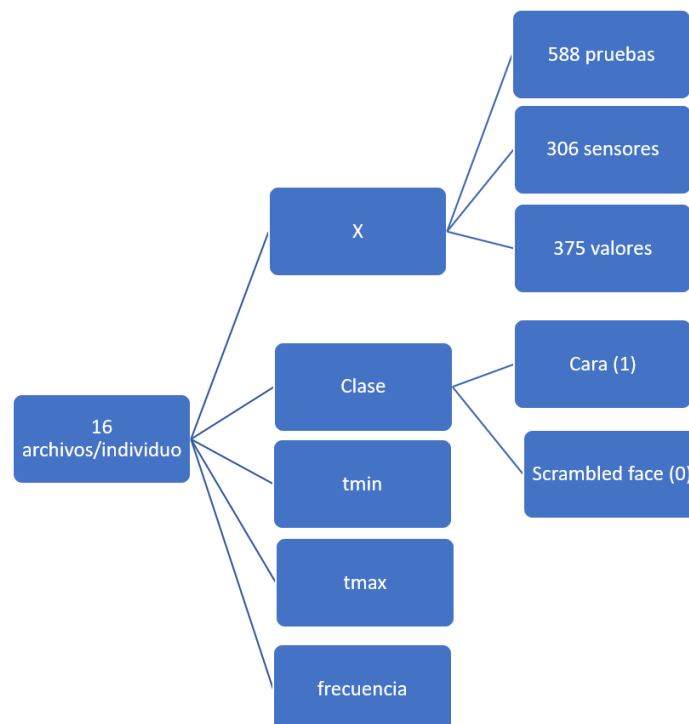 588 pruebas
306 sensores
X
375 valores
Cara (1)
Clase
16
archivos/individuo
Scrambled face (0)
tmin
tmax
frecuencia